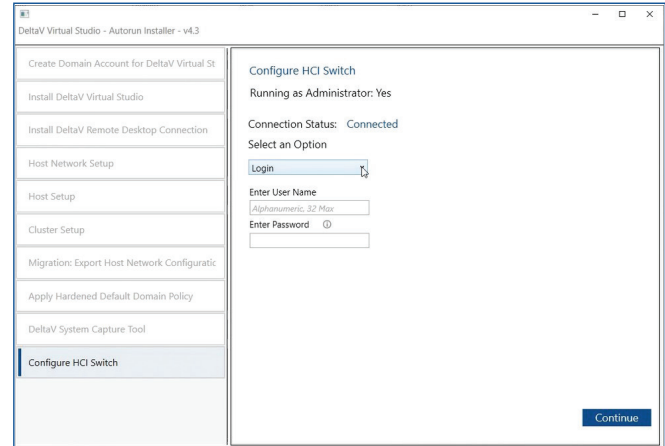 DeltaV Virtual Studio - Autorun Installer - v4.3
Create Domain Account for DeltaV Virtual St
Install DeltaV Virtual Studio
Install DeltaV Remote Desktop Connection
Host Network Setup
Host Setup
Cluster Setup
Migration: Export Host Network Configuratic
Apply Hardened Default Domain Policy
DeltaV System Capture Tool
Configure HCI Switch
Configure HCI Switch
Running as Administrator: Yes
Connection Status: Connected
Select an Option
Login
Enter User Name
Alphanumeric, 32 Max
Enter Password
Continue